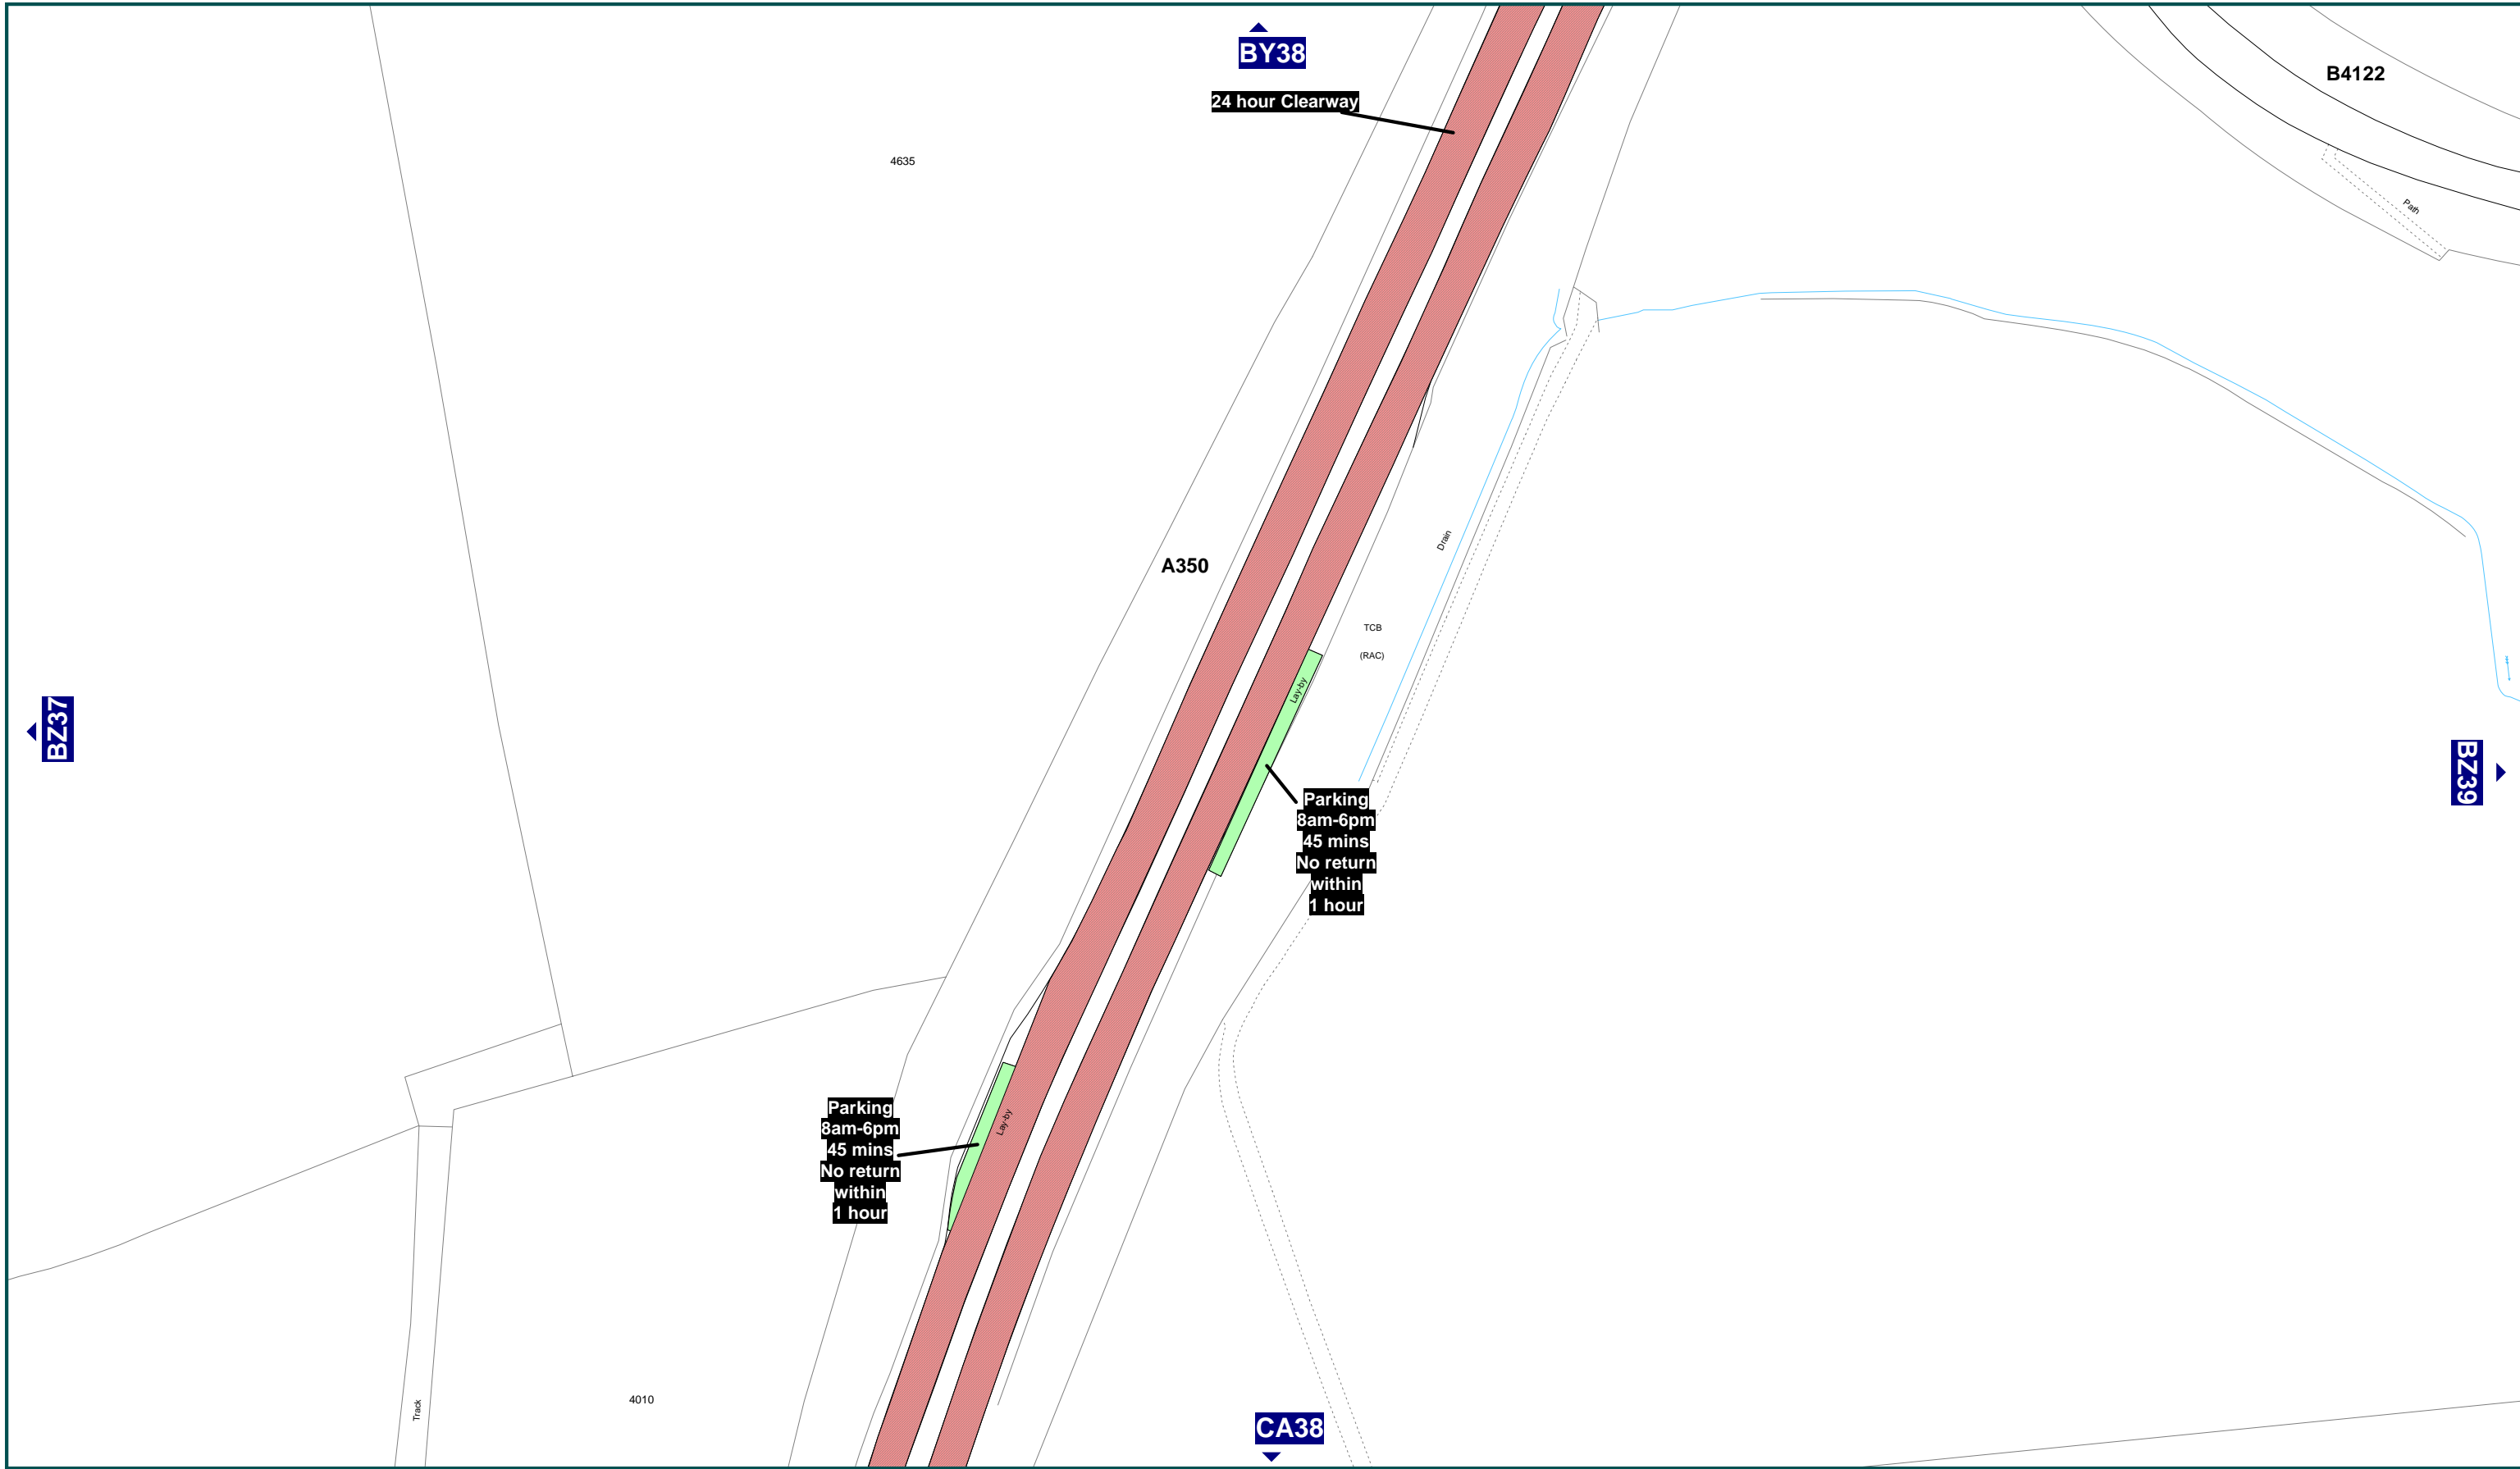 BY38
B4122
24 hour Clearway
4635
Path
Drain
A350
TCB
(RAC)
Lay-by
BZ37
BZ39
Parking
8am-6pm
45 mins
No return
within
1 hour
Parking
8am-6pm
45 mins
No return
within
1 hour
Lay-by
4010
Track
CA38